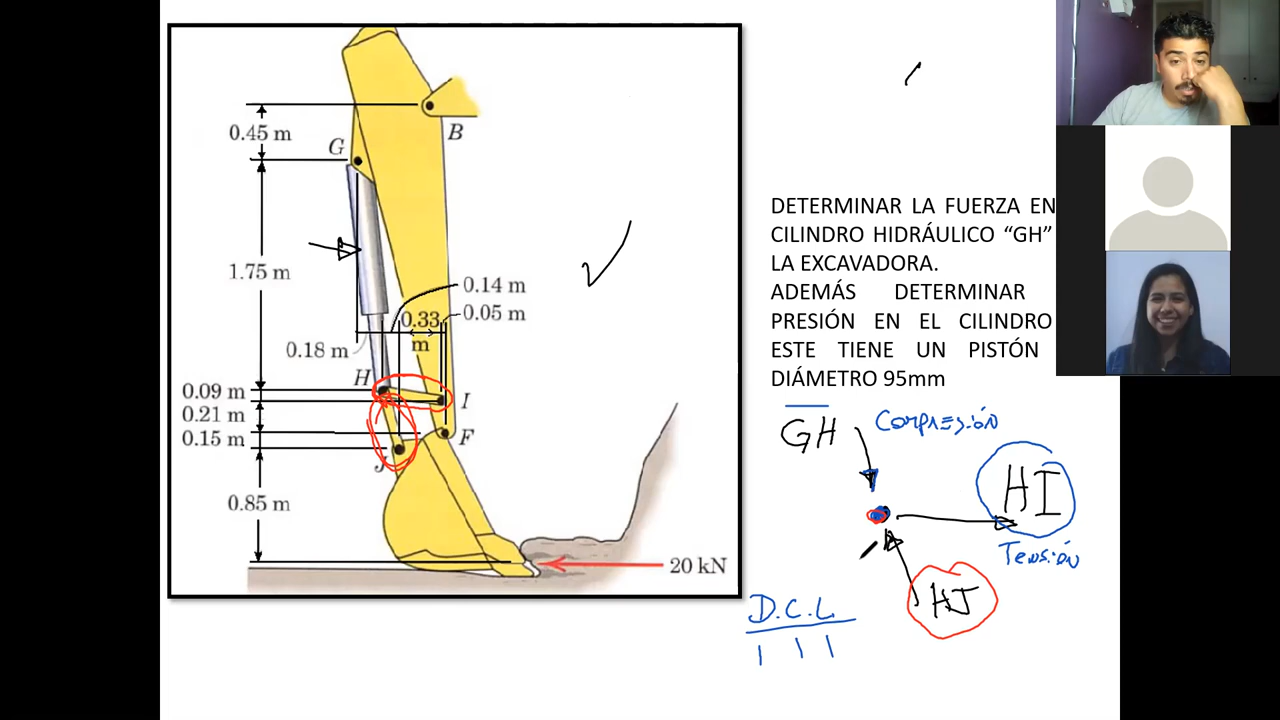 0.45 m
G
B
1.75 m
0.14 m
0.33
0.05 m
m
0.18 m
H
0.09 m
I
0.21 m
0.15 m
F
J
0.85 m
20 kN
DETERMINAR LA FUERZA EN
CILINDRO HIDRÁULICO “GH”
LA EXCAVADORA.
ADEMÁS DETERMINAR
PRESIÓN EN EL CILINDRO
ESTE TIENE UN PISTÓN
DIÁMETRO 95mm
GH
Compresión
HI
Tensión
HJ
D.C.L.